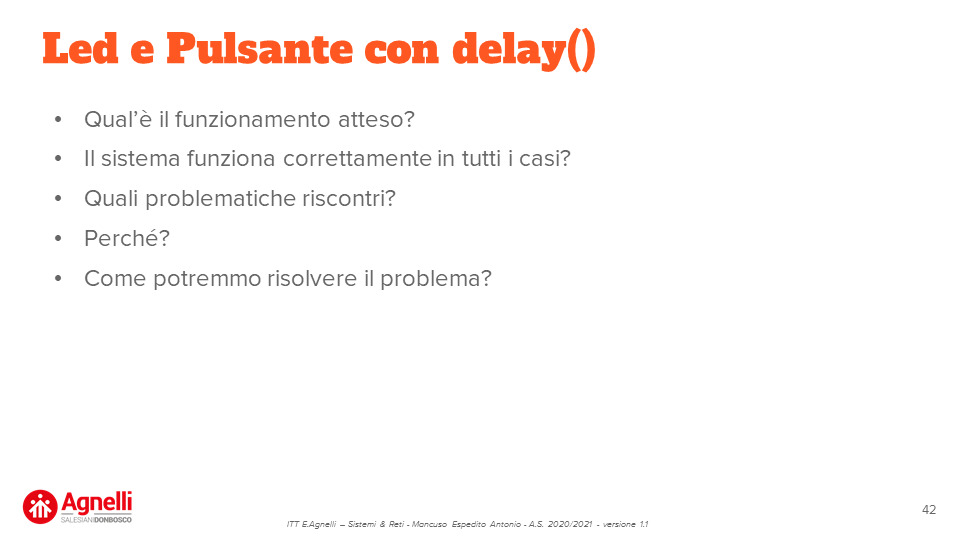 Led e Pulsante con delay()
• Qual’è il funzionamento atteso?
• Il sistema funziona correttamente in tutti i casi?
• Quali problematiche riscontri?
• Perché?
• Come potremmo risolvere il problema?
Agnelli
SALESIANIDONBOSCO
ITT E.Agnelli – Sistemi & Reti - Mancuso Espedito Antonio - A.S. 2020/2021 - versione 1.1
42